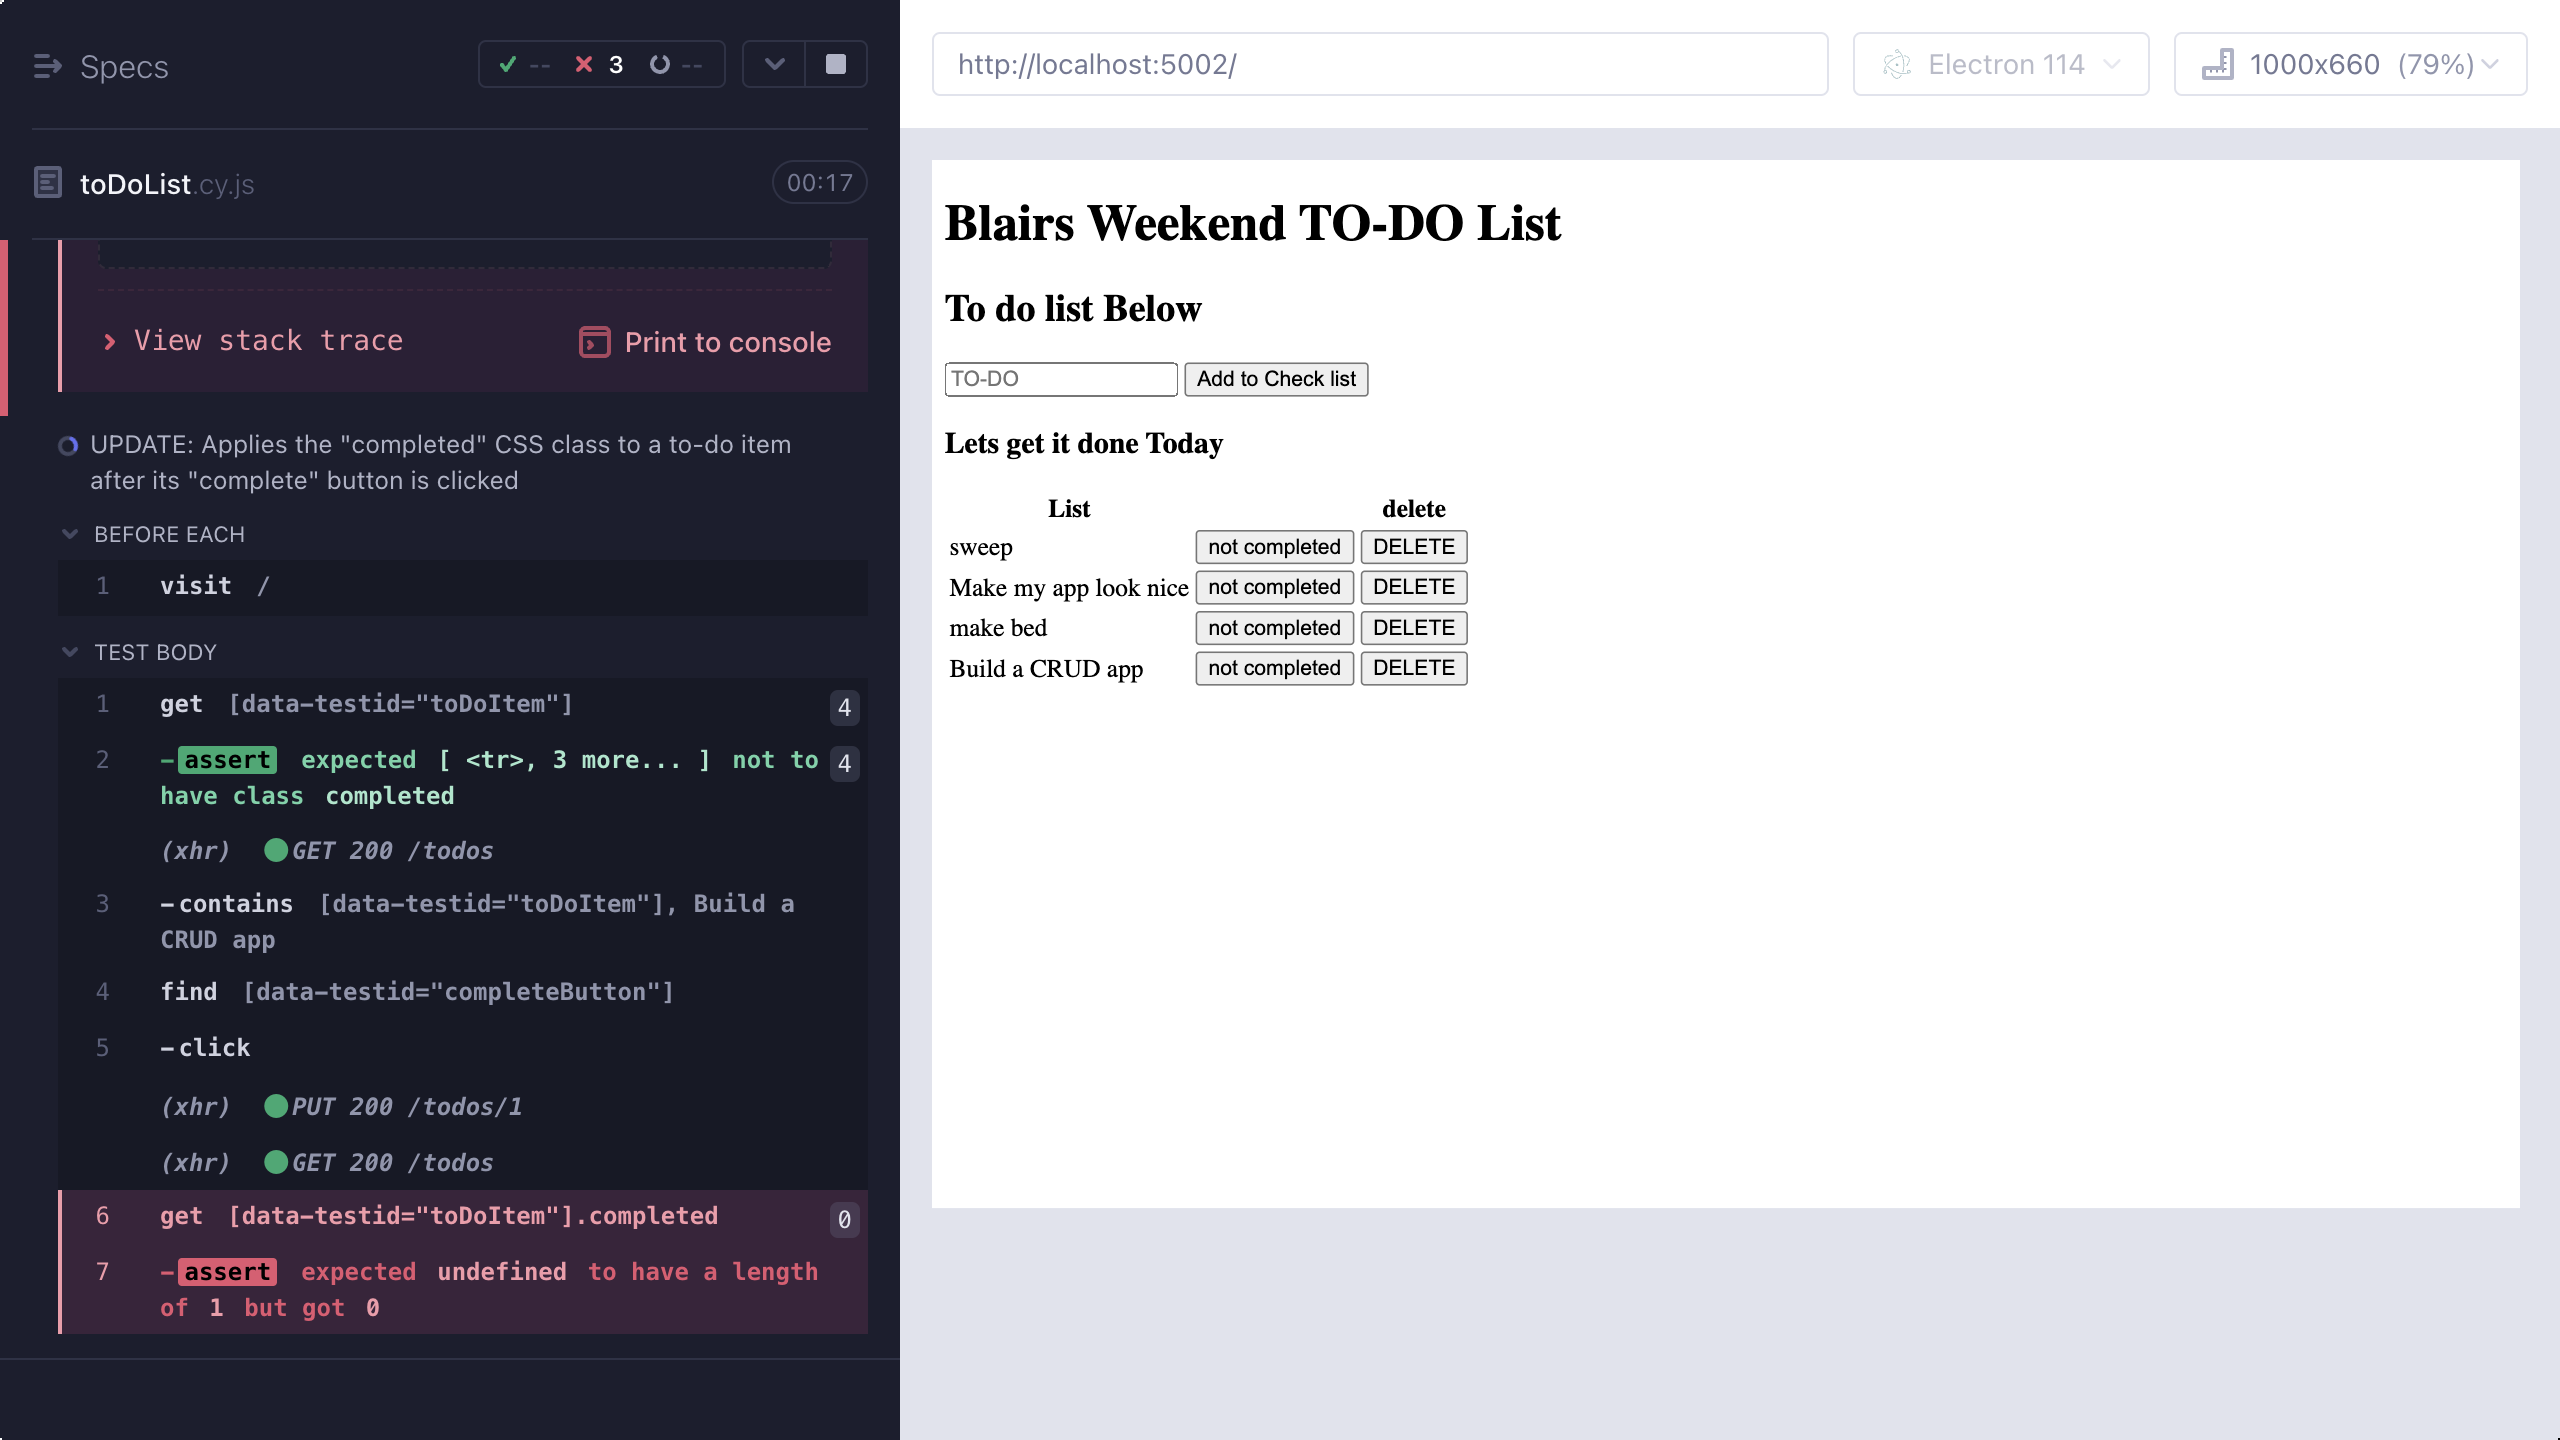 Specs
-- 3 --
toDoList.cy.js
00:17
View stack trace
Print to console
UPDATE: Applies the "completed" CSS class to a to-do item
after its "complete" button is clicked
BEFORE EACH
1 visit /
TEST BODY
1 get [data-testid="toDoItem"] 4
2 -assert expected [ <tr>, 3 more... ] not to 4
have class completed
(xhr) GET 200 /todos
3 -contains [data-testid="toDoItem"], Build a
CRUD app
4 find [data-testid="completeButton"]
5 -click
(xhr) PUT 200 /todos/1
(xhr) GET 200 /todos
6 get [data-testid="toDoItem"].completed 0
7 -assert expected undefined to have a length
of 1 but got 0
http://localhost:5002/
Electron 114
1000x660 (79%)
Blairs Weekend TO-DO List
To do list Below
TO-DO Add to Check list
Lets get it done Today
List delete
sweep not completed DELETE
Make my app look nice not completed DELETE
make bed not completed DELETE
Build a CRUD app not completed DELETE